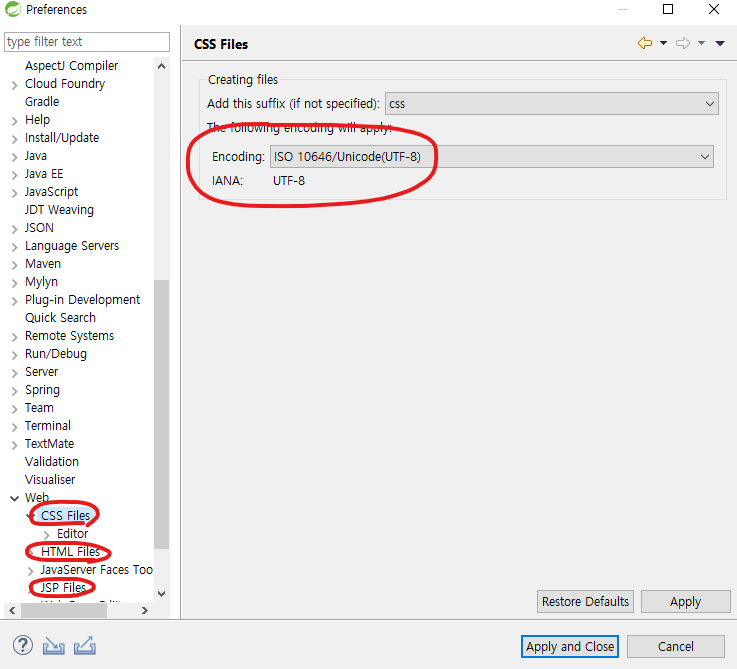 Preferences
type filter text
AspectJ Compiler
Cloud Foundry
Gradle
Help
Install/Update
Java
Java EE
JavaScript
JDT Weaving
JSON
Language Servers
Maven
Mylyn
Plug-in Development
Quick Search
Remote Systems
Run/Debug
Server
Spring
Team
Terminal
TextMate
Validation
Visualiser
Web
CSS Files
Editor
HTML Files
JavaServer Faces Too
JSP Files
CSS Files
Creating files
Add this suffix (if not specified): css
The following encoding will apply:
Encoding: ISO 10646/Unicode(UTF-8)
IANA: UTF-8
Restore Defaults
Apply
Apply and Close
Cancel